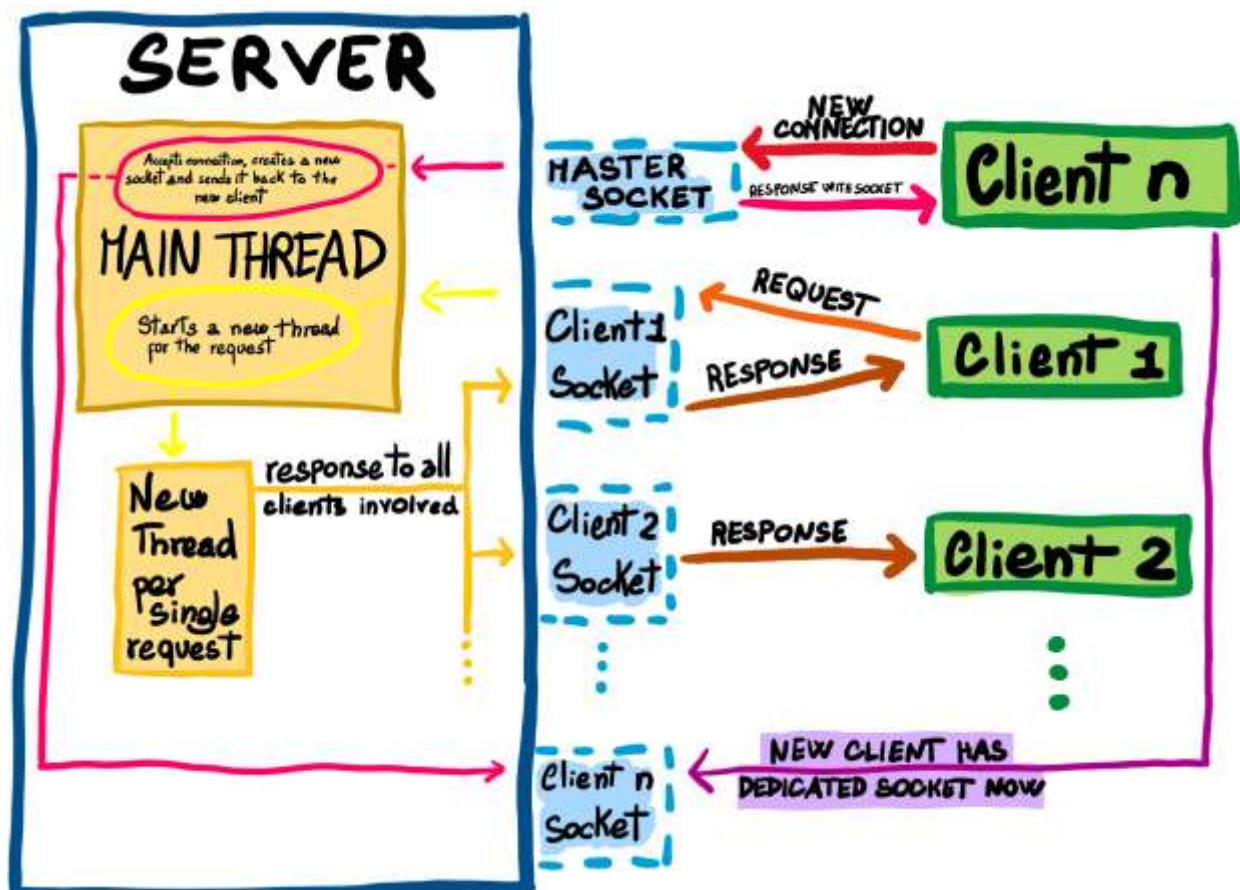 SERVER
Accepts connection, creates a new
socket and sends it back to the
new client
MAIN THREAD
Starts a new thread
for the request
New
Thread
per
single
request
response to all
clients involved
MASTER
SOCKET
NEW
CONNECTION
RESPONSE WITH SOCKET
Client n
Client 1
Socket
REQUEST
RESPONSE
Client 1
Client 2
Socket
RESPONSE
Client 2
Client n
Socket
NEW CLIENT HAS
DEDICATED SOCKET NOW